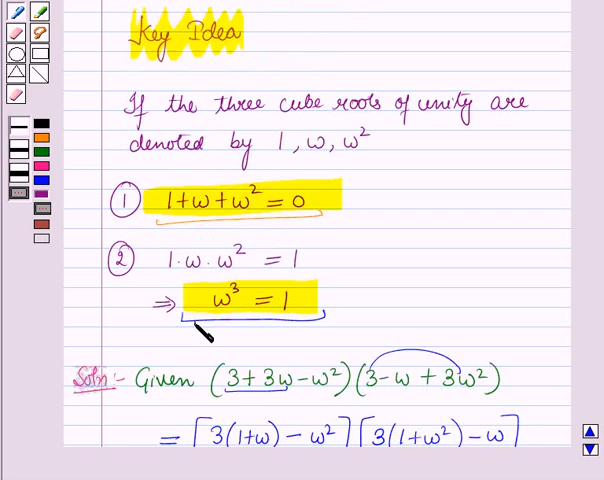 Key Idea
If the three cube roots of unity are
denoted by 1, ω, ω²
① 1+ω+ω² = 0
② 1·ω·ω² = 1
⇒ ω³ = 1
Soln:- Given (3+3ω-ω²)(3-ω+3ω²)
= [3(1+ω)-ω²][3(1+ω²)-ω]